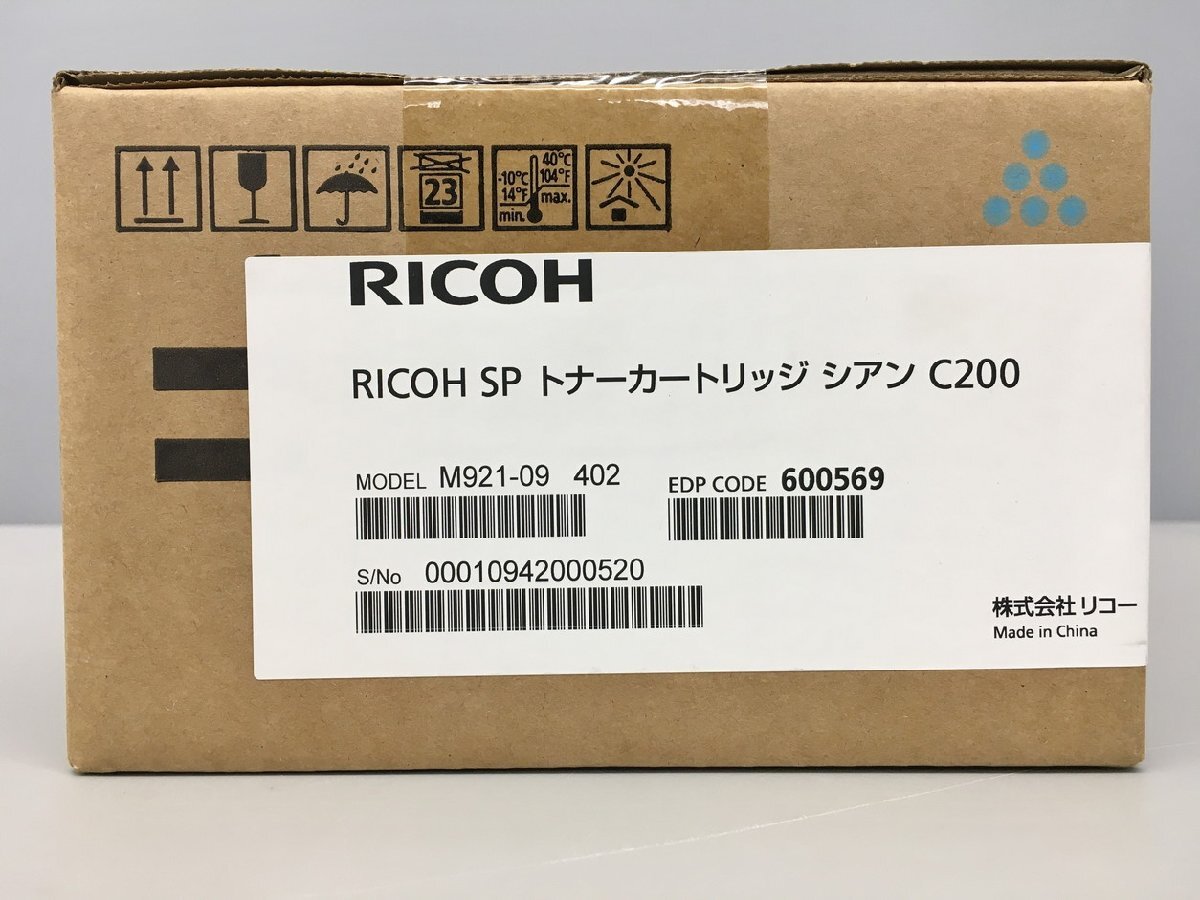 23
-10°C
14°F
min.
40°C
104°F
max.
RICOH
RICOH SP トナーカートリッジ シアン C200
MODEL M921-09 402
EDP CODE 600569
S/No 00010942000520
株式会社 リコー
Made in China